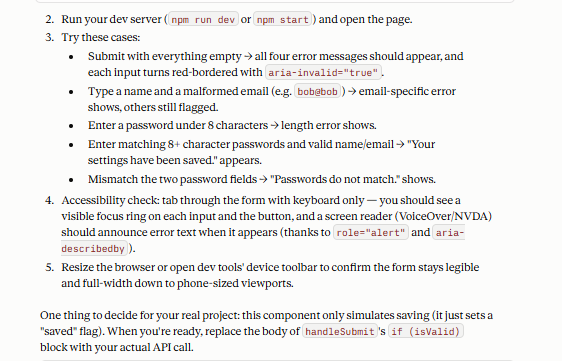 2. Run your dev server (npm run dev or npm start) and open the page.
3. Try these cases:
• Submit with everything empty → all four error messages should appear, and
each input turns red-bordered with aria-invalid="true".
• Type a name and a malformed email (e.g. bob@bob) → email-specific error
shows, others still flagged.
• Enter a password under 8 characters → length error shows.
• Enter matching 8+ character passwords and valid name/email → "Your
settings have been saved." appears.
• Mismatch the two password fields → "Passwords do not match." shows.
4. Accessibility check: tab through the form with keyboard only — you should see a
visible focus ring on each input and the button, and a screen reader (VoiceOver/NVDA)
should announce error text when it appears (thanks to role="alert" and aria-
describedby).
5. Resize the browser or open dev tools' device toolbar to confirm the form stays legible
and full-width down to phone-sized viewports.
One thing to decide for your real project: this component only simulates saving (it just sets a
"saved" flag). When you're ready, replace the body of handleSubmit's if (isValid)
block with your actual API call.